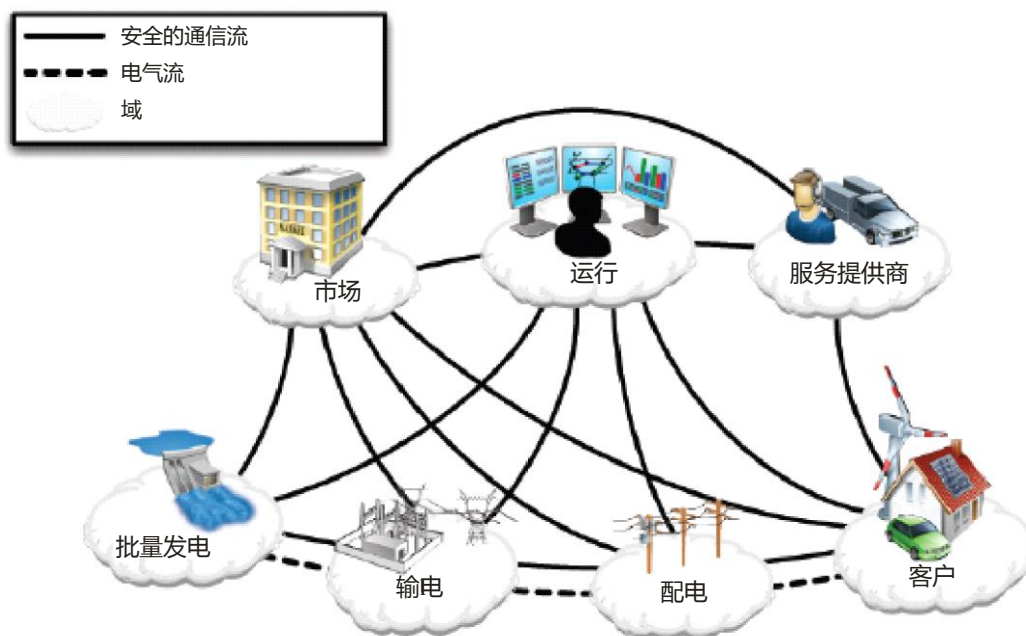 安全的通信流
电气流
域
市场
运行
服务提供商
批量发电
输电
配电
客户